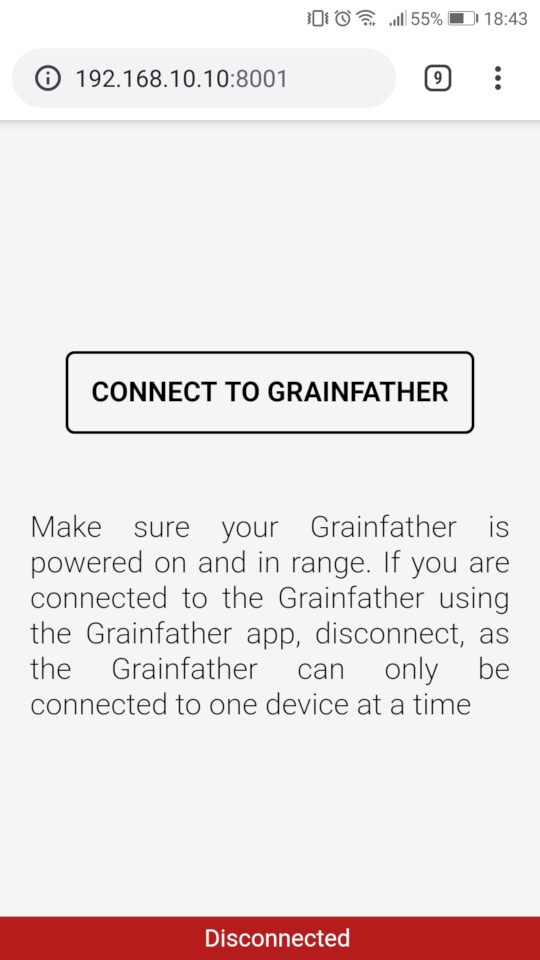 55% 18:43
192.168.10.10:8001 9
CONNECT TO GRAINFATHER
Make sure your Grainfather is
powered on and in range. If you are
connected to the Grainfather using
the Grainfather app, disconnect, as
the Grainfather can only be
connected to one device at a time
Disconnected